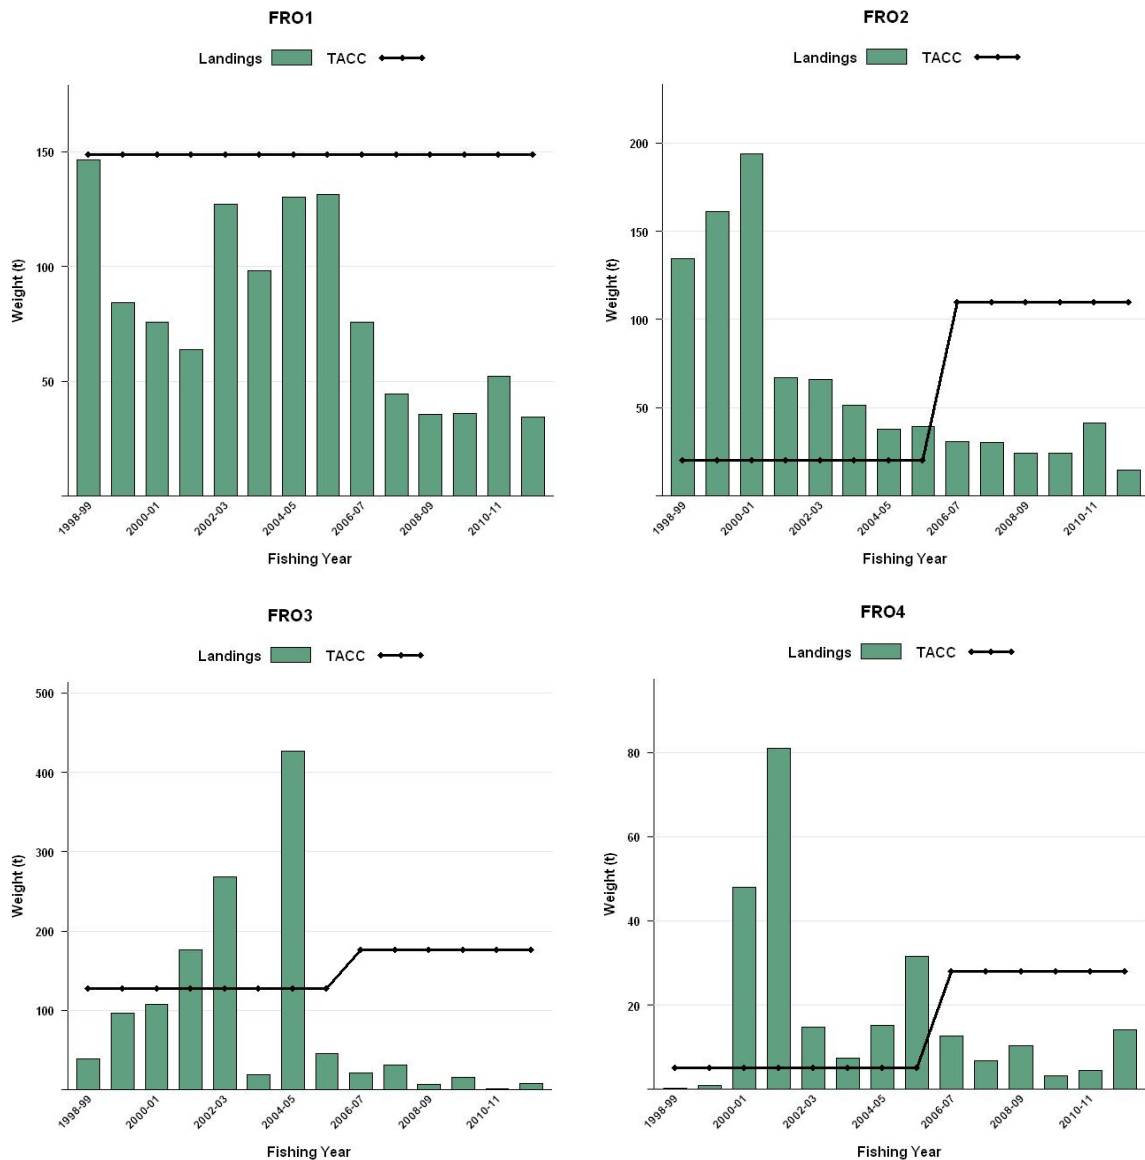 FRO1
Landings TACC
150
100
50
Weight (t)
1998-99
2000-01
2002-03
2004-05
2006-07
2008-09
2010-11
Fishing Year
FRO2
Landings TACC
200
150
100
50
Weight (t)
1998-99
2000-01
2002-03
2004-05
2006-07
2008-09
2010-11
Fishing Year
FRO3
Landings TACC
500
400
300
200
100
Weight (t)
1998-99
2000-01
2002-03
2004-05
2006-07
2008-09
2010-11
Fishing Year
FRO4
Landings TACC
80
60
40
20
Weight (t)
1998-99
2000-01
2002-03
2004-05
2006-07
2008-09
2010-11
Fishing Year